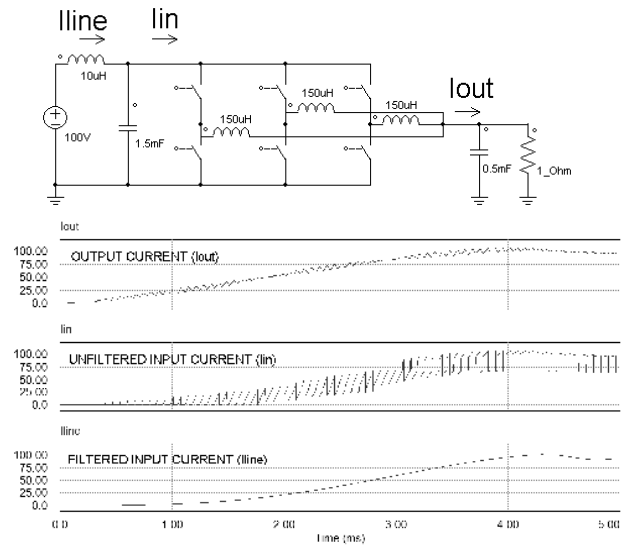 Iline Iin
10uH
150uH
150uH
Iout
150uH
100V
1.5mF
0.5mF
1_Ohm
Iout
100.00
75.00
50.00
25.00
0.0
OUTPUT CURRENT (Iout)
Iin
100.00
75.00
50.00
25.00
0.0
UNFILTERED INPUT CURRENT (Iin)
Iline
100.00
75.00
50.00
25.00
0.0
FILTERED INPUT CURRENT (Iline)
0.0 1.00 2.00 3.00 4.00 5.00
Time (ms)